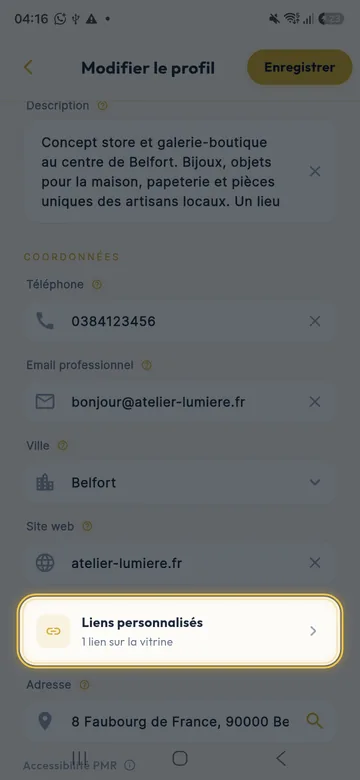 04:16
Modifier le profil
Enregistrer
Description
Concept store et galerie-boutique
au centre de Belfort. Bijoux, objets
pour la maison, papeterie et pièces
uniques des artisans locaux. Un lieu
COORDONNÉES
Téléphone
0384123456
Email professionnel
bonjour@atelier-lumiere.fr
Ville
Belfort
Site web
atelier-lumiere.fr
Liens personnalisés
1 lien sur la vitrine
Adresse
8 Faubourg de France, 90000 Be
Accessibilité PMR